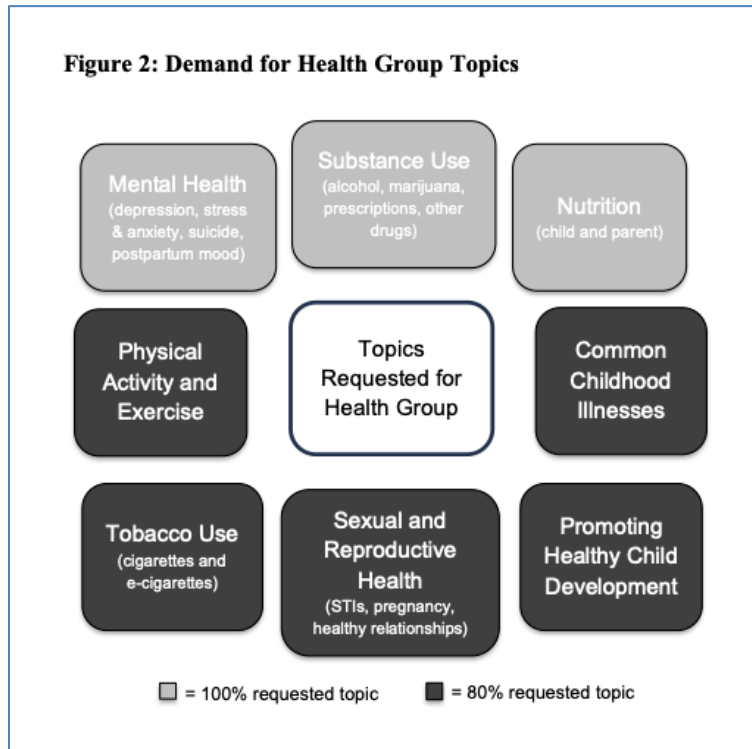 Figure 2: Demand for Health Group Topics
Mental Health
(depression, stress
& anxiety, suicide,
postpartum mood)
Substance Use
(alcohol, marijuana,
prescriptions, other
drugs)
Nutrition
(child and parent)
Physical
Activity and
Exercise
Topics
Requested for
Health Group
Common
Childhood
Illnesses
Tobacco Use
(cigarettes and
e-cigarettes)
Sexual and
Reproductive
Health
(STIs, pregnancy,
healthy relationships)
Promoting
Healthy Child
Development
= 100% requested topic
= 80% requested topic